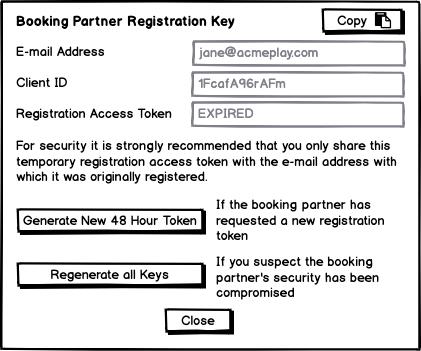 Booking Partner Registration Key
Copy
E-mail Address
jane@acmeplay.com
Client ID
1FcafA96rAFm
Registration Access Token
EXPIRED
For security it is strongly recommended that you only share this
temporary registration access token with the e-mail address with
which it was originally registered.
Generate New 48 Hour Token
If the booking partner has
requested a new registration
token
Regenerate all Keys
If you suspect the booking
partner's security has been
compromised
Close